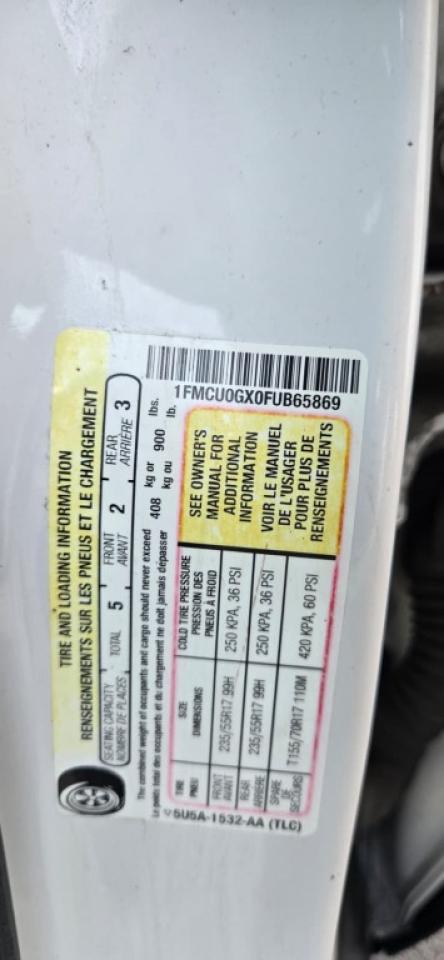 TIRE AND LOADING INFORMATION
RENSEIGNEMENTS SUR LES PNEUS ET LE CHARGEMENT
SEATING CAPACITY TOTAL 5 FRONT 2 REAR 3
NOMBRE DE PLACES AVANT ARRIÈRE
The combined weight of occupants and cargo should never exceed 408 kg or 900 lbs.
Le poids total des occupants et du chargement ne doit jamais dépasser kg ou lb.
1FMCU0GX0FUB65869
TIRE SIZE COLD TIRE PRESSURE
PNEU DIMENSIONS PRESSION DES PNEUS À FROID
FRONT AVANT 235/55R17 99H 250 KPA, 36 PSI
REAR ARRIÈRE 235/55R17 99H 250 KPA, 36 PSI
SPARE DE SECOURS T155/70R17 110M 420 KPA, 60 PSI
SEE OWNER'S
MANUAL FOR
ADDITIONAL
INFORMATION
VOIR LE MANUEL
DE L'USAGER
POUR PLUS DE
RENSEIGNEMENTS
5U5A-1532-AA (TLC)